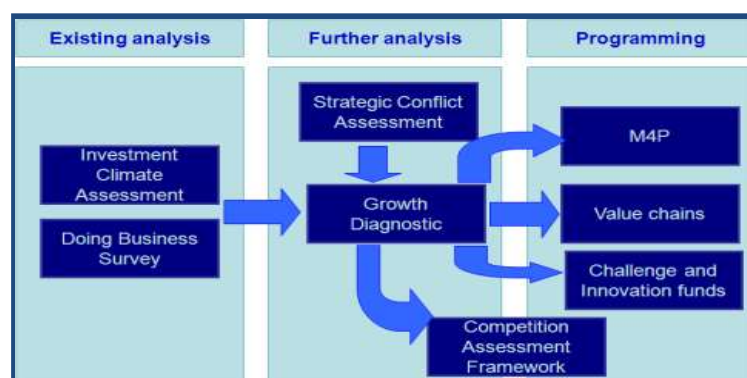 Existing analysis
Further analysis
Programming
Strategic Conflict
Assessment
M4P
Investment
Climate
Assessment
Growth
Diagnostic
Value chains
Doing Business
Survey
Challenge and
Innovation funds
Competition
Assessment
Framework